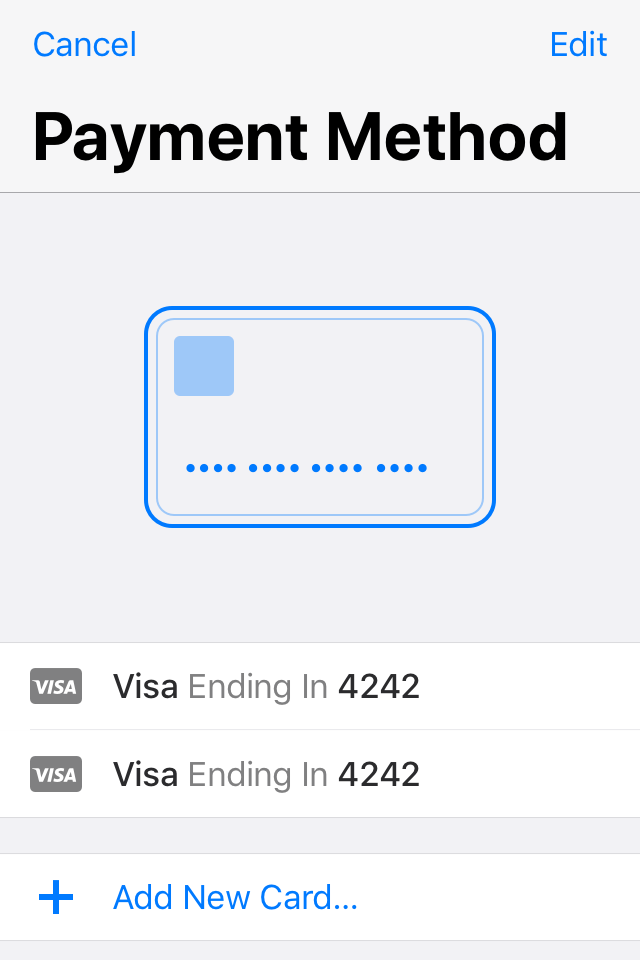 Cancel Edit
Payment Method
•••• •••• •••• ••••
VISA Visa Ending In 4242
VISA Visa Ending In 4242
+ Add New Card…